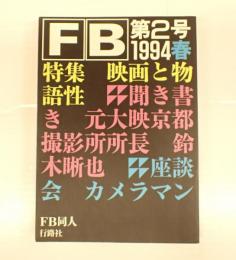 FB 第2号
1994春
特集 映画と物
語性 聞き書
き 元大映京都
撮影所所長 鈴
木晰也 座談
会 カメラマン
FB同人
行路社